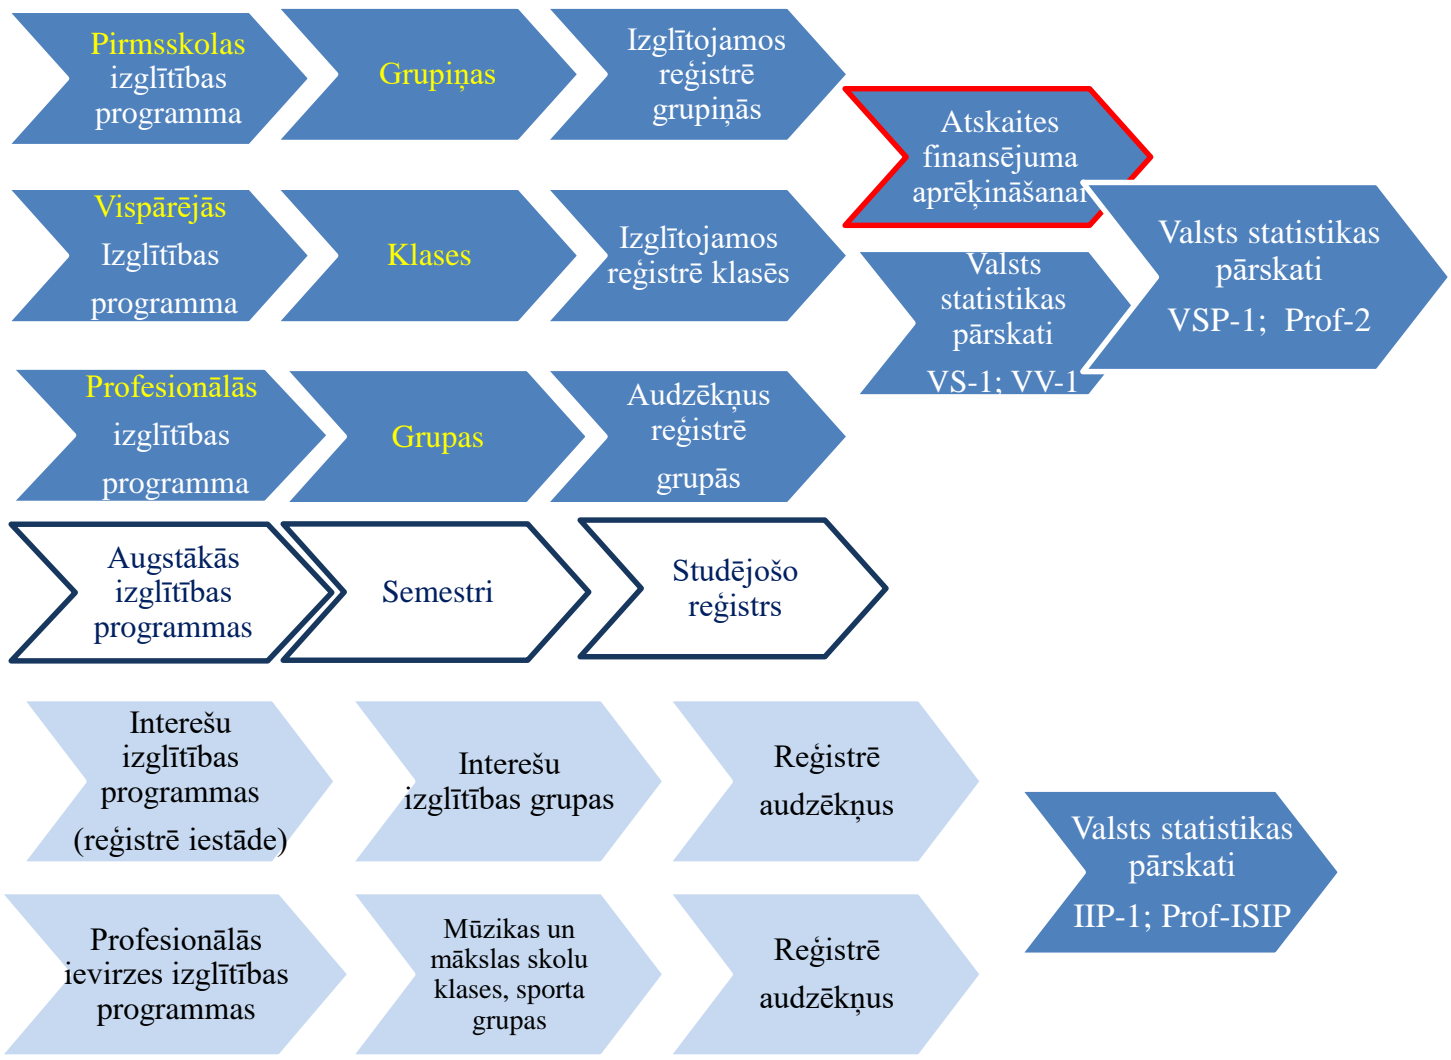 Pirmsskolas
izglītības
programma
Grupiņas
Izglītojamos
reģistrē
grupiņās
Atskaites
finansējuma
aprēķināšanai
Vispārējās
Izglītības
programma
Klases
Izglītojamos
reģistrē klasēs
Valsts
statistikas
pārskati
VS-1; VV-1
Valsts statistikas
pārskati
VSP-1; Prof-2
Profesionālās
izglītības
programma
Grupas
Audzēkņus
reģistrē
grupās
Augstākās
izglītības
programmas
Semestri
Studējošo
reģistrs
Interešu
izglītības
programmas
(reģistrē iestāde)
Interešu
izglītības grupas
Reģistrē
audzēkņus
Valsts statistikas
pārskati
IIP-1; Prof-ISIP
Profesionālās
ievirzes izglītības
programmas
Mūzikas un
mākslas skolu
klases, sporta
grupas
Reģistrē
audzēkņus